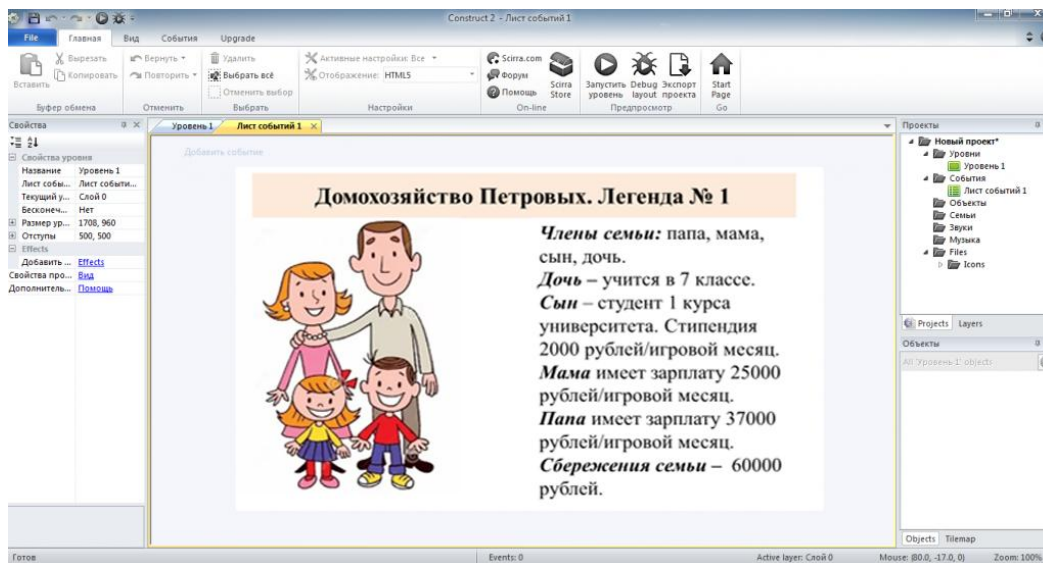 Construct 2 - Лист событий 1
File Главная Вид События Upgrade
Вставить
Вырезать
Копировать
Буфер обмена
Вернуть
Повторить
Отменить
Удалить
Выбрать всё
Отменить выбор
Выбрать
Активные настройки: Все
Отображение: HTML5
Настройки
Scirra.com
Форум
Помощь
Scirra Store
On-line
Запустить уровень
Debug layout
Экспорт проекта
Предпросмотр
Start Page
Go
Свойства
Свойства уровня
Название Уровень 1
Лист собы... Лист событи...
Текущий у... Слой 0
Бесконеч... Нет
Размер ур... 1708, 960
Отступы 500, 500
Effects
Добавить ... Effects
Свойства про... Вид
Дополнитель... Помощь
Уровень 1 Лист событий 1
Добавить событие
Домохозяйство Петровых. Легенда № 1
Члены семьи: папа, мама,
сын, дочь.
Дочь – учится в 7 классе.
Сын – студент 1 курса
университета. Стипендия
2000 рублей/игровой месяц.
Мама имеет зарплату 25000
рублей/игровой месяц.
Папа имеет зарплату 37000
рублей/игровой месяц.
Сбережения семьи – 60000
рублей.
Проекты
Новый проект*
Уровни
Уровень 1
События
Лист событий 1
Объекты
Семьи
Звуки
Музыка
Files
Icons
Projects Layers
Объекты
All 'Уровень 1' objects
Objects Tilemap
Готов Events: 0 Active layer: Слой 0 Mouse: (80.0, -17.0, 0) Zoom: 100%